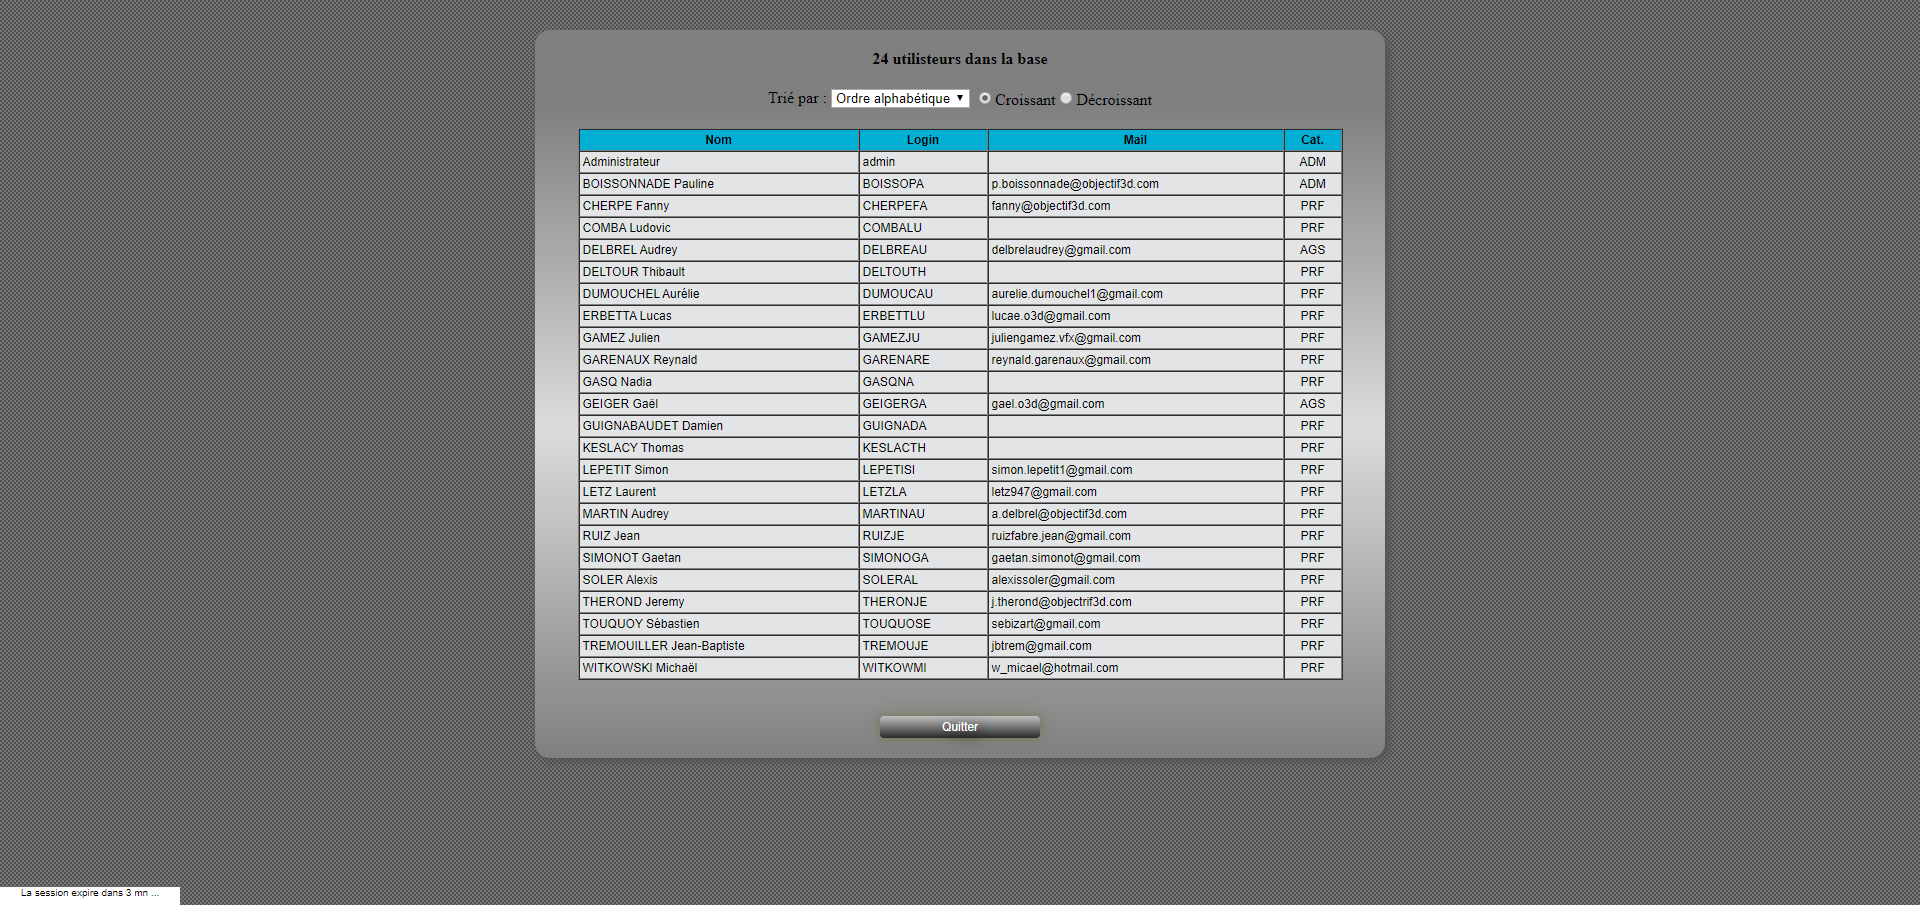 24 utilisteurs dans la base
Trié par : Ordre alphabétique Croissant Décroissant
Nom Login Mail Cat.
Administrateur admin ADM
BOISSONNADE Pauline BOISSOPA p.boissonnade@objectif3d.com ADM
CHERPE Fanny CHERPEFA fanny@objectif3d.com PRF
COMBA Ludovic COMBALU PRF
DELBREL Audrey DELBREAU delbrelaudrey@gmail.com AGS
DELTOUR Thibault DELTOUTH PRF
DUMOUCHEL Aurélie DUMOUCAU aurelie.dumouchel1@gmail.com PRF
ERBETTA Lucas ERBETTLU lucae.o3d@gmail.com PRF
GAMEZ Julien GAMEZJU juliengamez.vfx@gmail.com PRF
GARENAUX Reynald GARENARE reynald.garenaux@gmail.com PRF
GASQ Nadia GASQNA PRF
GEIGER Gaël GEIGERGA gael.o3d@gmail.com AGS
GUIGNABAUDET Damien GUIGNADA PRF
KESLACY Thomas KESLACTH PRF
LEPETIT Simon LEPETISI simon.lepetit1@gmail.com PRF
LETZ Laurent LETZLA letz947@gmail.com PRF
MARTIN Audrey MARTINAU a.delbrel@objectif3d.com PRF
RUIZ Jean RUIZJE ruizfabre.jean@gmail.com PRF
SIMONOT Gaetan SIMONOGA gaetan.simonot@gmail.com PRF
SOLER Alexis SOLERAL alexissoler@gmail.com PRF
THEROND Jeremy THERONJE j.therond@objectrif3d.com PRF
TOUQUOY Sébastien TOUQUOSE sebizart@gmail.com PRF
TREMOUILLER Jean-Baptiste TREMOUJE jbtrem@gmail.com PRF
WITKOWSKI Michaël WITKOWMI w_micael@hotmail.com PRF
Quitter
La session expire dans 3 mn ...